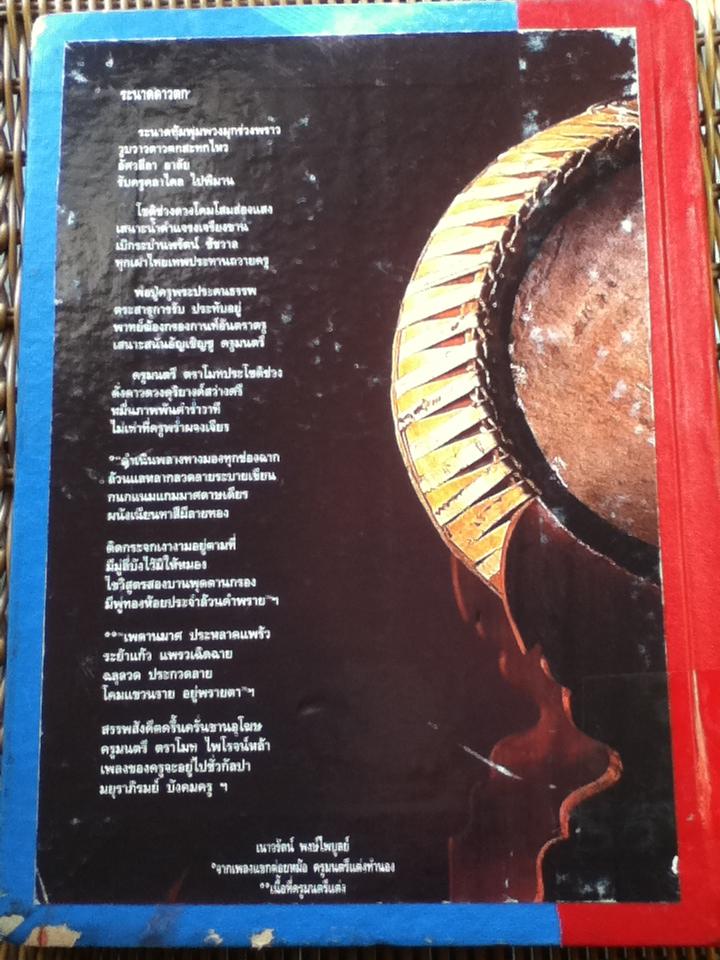 ระนาดดาวตก
ระนาดทุ้มพุ่มพวงมุกช่วงพราว
วูบวาวดาวตกสะทกไหว
อัศวลีลา อาลัย
รับครูคลาไคล ไปพิมาน
โชติช่วงดวงโคมโสมส่องแสง
เสนาะน้ำคำแจรงเจรียงขาน
เบิกระบำนพรัตน์ ชัชวาล
ทุกเผ่าไทยเทพประทานถวายครู
พ่อปู่ครูพระประคนธรรพ
ตระสาธุการรับ ประทับอยู่
พาทย์ฆ้องกรองกานท์อันตราตรู
เสนาะสนั่นอัญเชิญชู ครูมนตรี
ครูมนตรี ตราโมทประโชติช่วง
ดั่งดาวดวงดุริยางค์สว่างศรี
หมื่นภาพพันคำร่ำวาที
ไม่เท่าที่ครูพร่ำผจงเจียร
*"ดำเนินพลางทางมองทุกช่องฉาก
ล้วนแลหลากลวดลายระบายเขียน
กนกแนมแกมมาศดาษเดียร
ผนังเนียนทาสีมีลายทอง
ติดกระจกเงางามอยู่ตามที่
มีมู่ลี่บังไว้มิให้หมอง
ไขวิสูตรสองบานพุดตานกรอง
มีพู่ทองห้อยประจำล้วนดำพราย"ฯ
**"เพดานมาศ ประหลาดแพร้ว
ระย้าแก้ว แพรวเฉิดฉาย
ฉลุลวด ประกวดลาย
โคมแขวนราย อยู่พรายตา"ฯ
สรรพสังคีตครื้นครั่นขานอุโฆษ
ครูมนตรี ตราโมท ไพโรจน์หล้า
เพลงของครูจะอยู่ไปชั่วกัลปา
มยุราภิรมย์ บังคมครู ฯ
เนาวรัตน์ พงษ์ไพบูลย์
*จากเพลงแขกต่อยหม้อ ครูมนตรีแต่งทำนอง
**เนื้อที่ครูมนตรีแต่ง